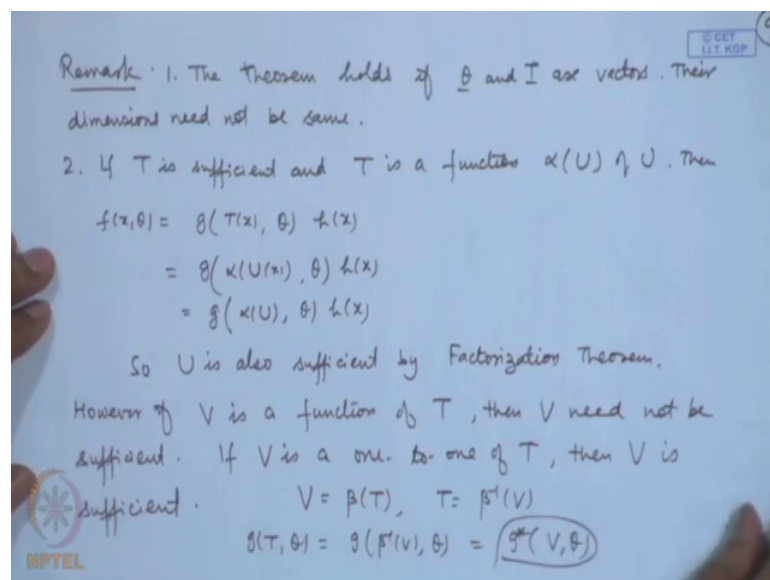 © CET
I.I.T. KGP
Remark : 1. The theorem holds if θ and T are vectors. Their
dimensions need not be same.
2. If T is sufficient and T is a function α(U) of U. Then
f(x,θ) = g( T(x), θ) h(x)
= g( α(U(x)), θ) h(x)
= g( α(U), θ) h(x)
So U is also sufficient by Factorization Theorem.
However if V is a function of T, then V need not be
sufficient. If V is a one-to-one of T, then V is
sufficient. V = β(T), T = β⁻¹(V)
g(T, θ) = g( β⁻¹(V), θ) = g*( V, θ)
NPTEL